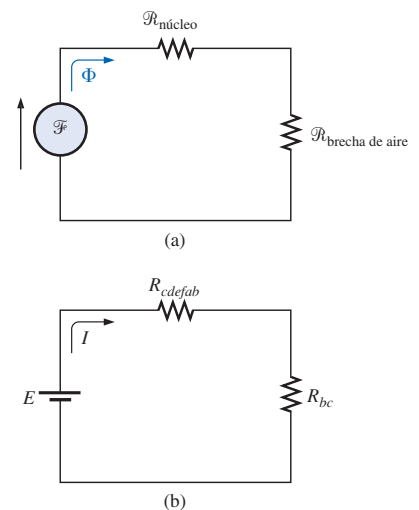 ℛnúcleo
Φ
ℱ
ℛbrecha de aire
(a)
Rcdefab
I
E
Rbc
(b)